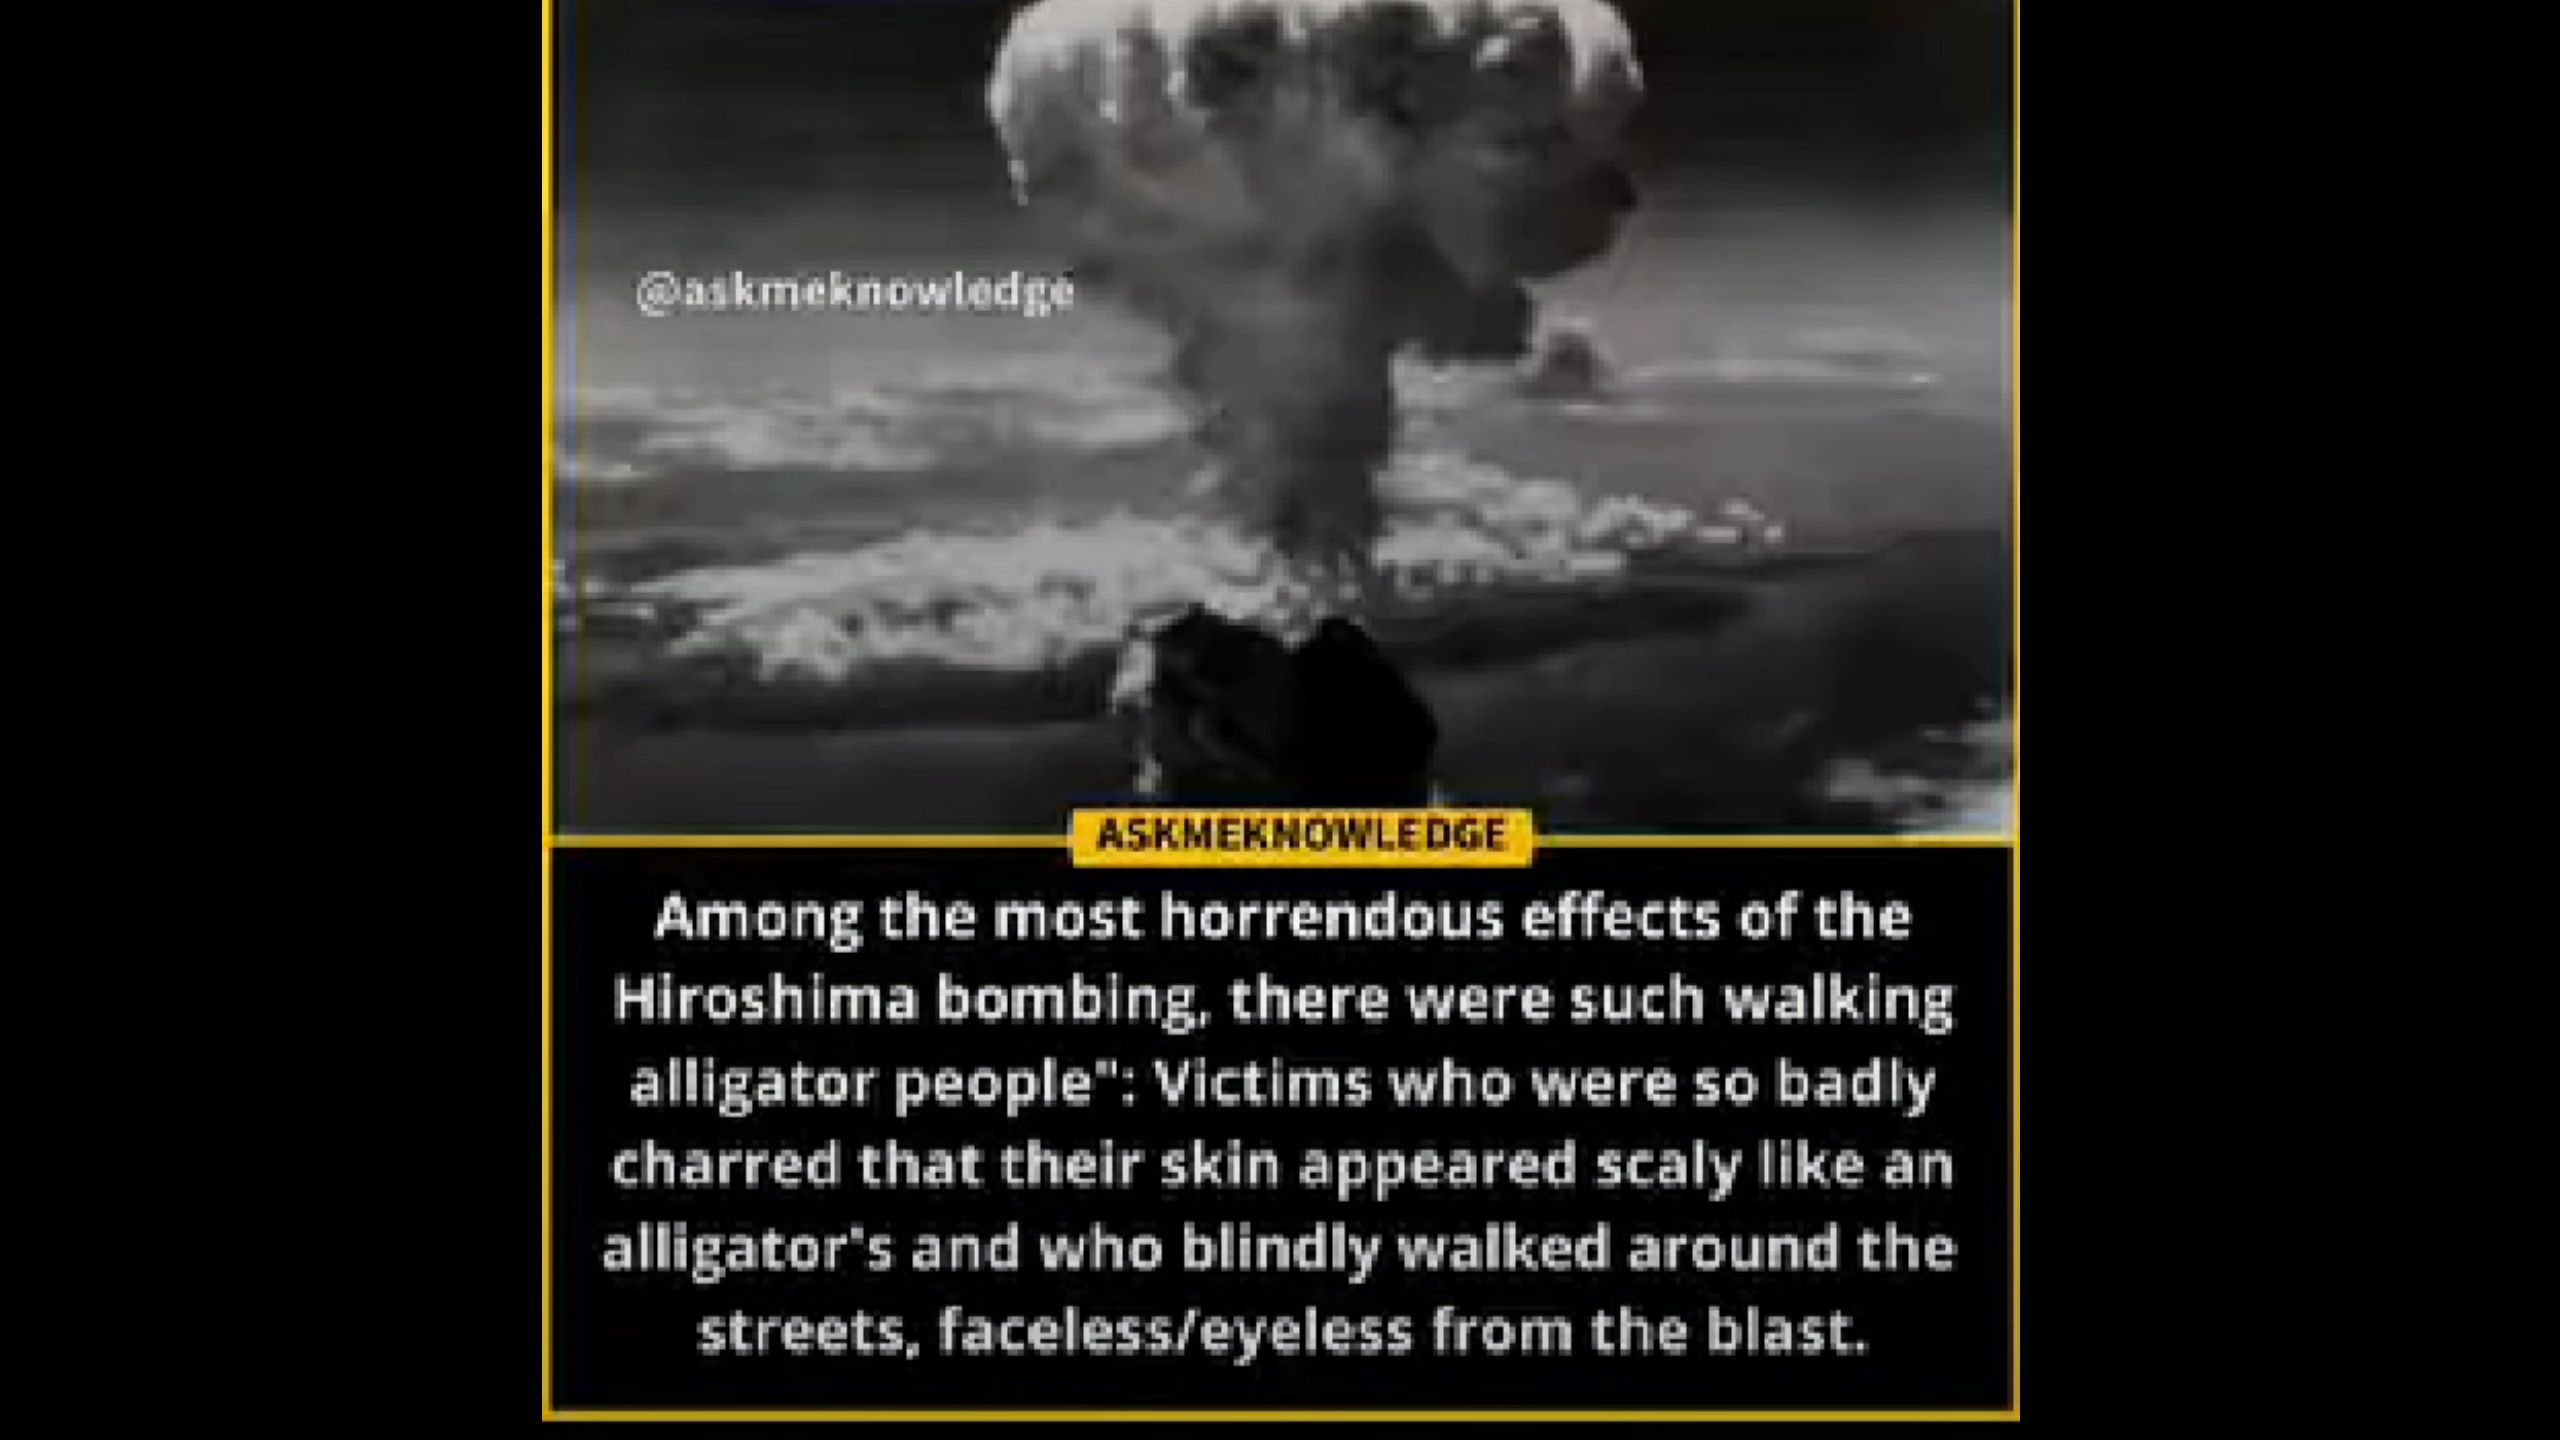 @askmeknowledge
ASKMEKNOWLEDGE
Among the most horrendous effects of the
Hiroshima bombing, there were such walking
alligator people": Victims who were so badly
charred that their skin appeared scaly like an
alligator's and who blindly walked around the
streets, faceless/eyeless from the blast.